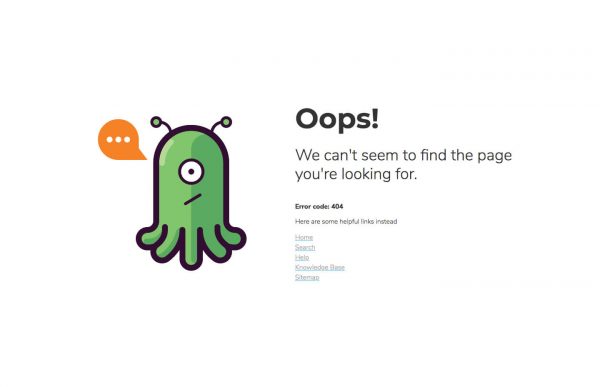 Oops!
We can't seem to find the page
you're looking for.
Error code: 404
Here are some helpful links instead
Home
Search
Help
Knowledge Base
Sitemap